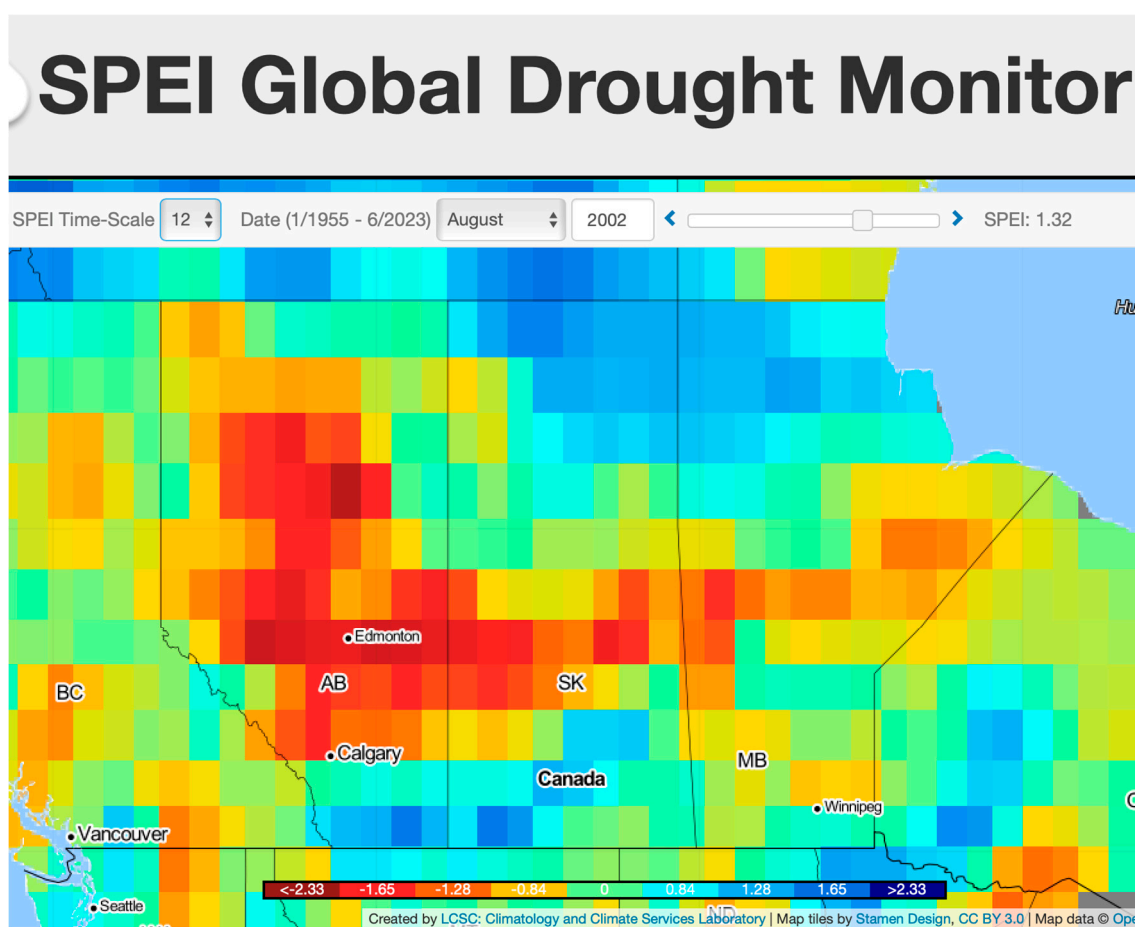 SPEI Global Drought Monitor
SPEI Time-Scale 12 Date (1/1955 - 6/2023) August 2002 SPEI: 1.32
Hu
Edmonton
BC
AB
SK
Calgary
MB
Canada
Winnipeg
Vancouver
<-2.33 -1.65 -1.28 -0.84 0 0.84 1.28 1.65 >2.33
Seattle
ND
Created by LCSC: Climatology and Climate Services Laboratory | Map tiles by Stamen Design, CC BY 3.0 | Map data © Ope